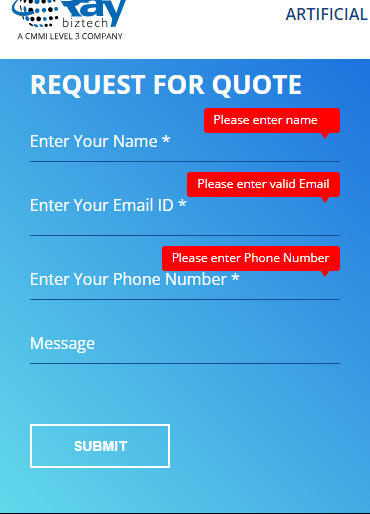 Ray
biztech
A CMMI LEVEL 3 COMPANY
ARTIFICIAL
REQUEST FOR QUOTE
Please enter name
Enter Your Name *
Please enter valid Email
Enter Your Email ID *
Please enter Phone Number
Enter Your Phone Number *
Message
SUBMIT